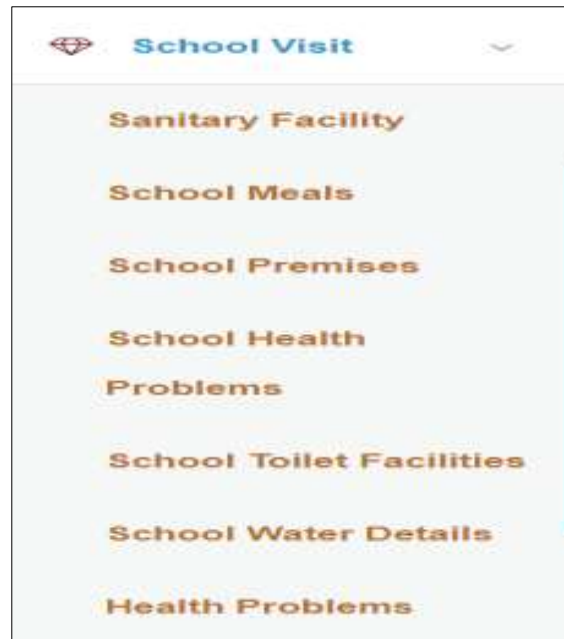 School Visit
Sanitary Facility
School Meals
School Premises
School Health
Problems
School Toilet Facilities
School Water Details
Health Problems